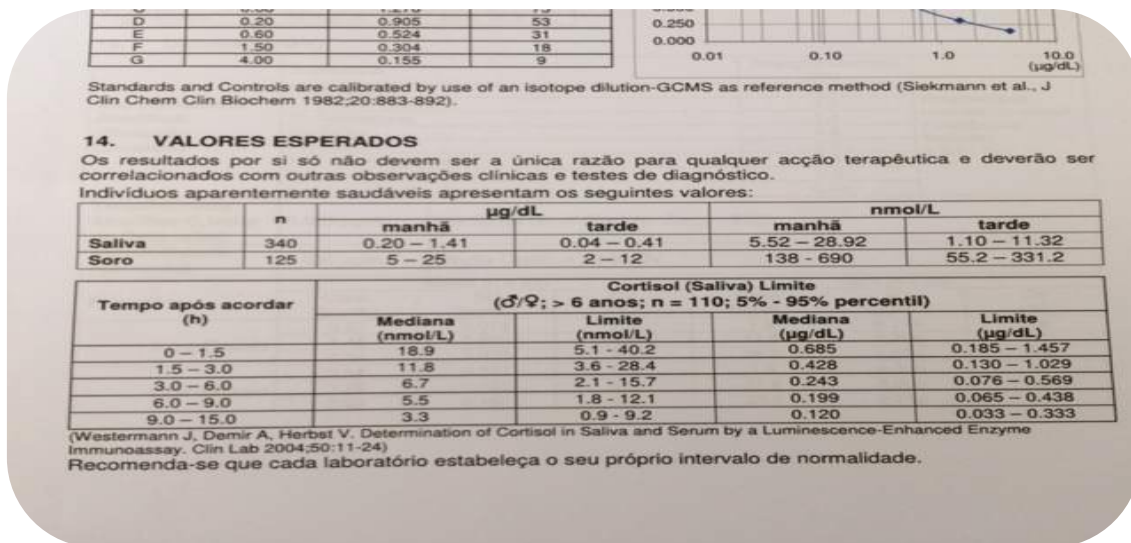 D 0.20 0.905 53
E 0.60 0.524 31
F 1.50 0.304 18
G 4.00 0.155 9
0.250
0.000
0.01 0.10 1.0 10.0
(µg/dL)
Standards and Controls are calibrated by use of an isotope dilution-GCMS as reference method (Siekmann et al., J
Clin Chem Clin Biochem 1982;20:883-892).
14. VALORES ESPERADOS
Os resultados por si só não devem ser a única razão para qualquer acção terapêutica e deverão ser
correlacionados com outras observações clínicas e testes de diagnóstico.
Indivíduos aparentemente saudáveis apresentam os seguintes valores:
n µg/dL nmol/L
manhã tarde manhã tarde
Saliva 340 0.20 – 1.41 0.04 – 0.41 5.52 – 28.92 1.10 – 11.32
Soro 125 5 – 25 2 – 12 138 - 690 55.2 – 331.2
Cortisol (Saliva) Limite
Tempo após acordar (♂/♀; > 6 anos; n = 110; 5% - 95% percentil)
(h) Mediana Limite Mediana Limite
(nmol/L) (nmol/L) (µg/dL) (µg/dL)
0 – 1.5 18.9 5.1 - 40.2 0.685 0.185 – 1.457
1.5 – 3.0 11.8 3.6 - 28.4 0.428 0.130 – 1.029
3.0 – 6.0 6.7 2.1 - 15.7 0.243 0.076 – 0.569
6.0 – 9.0 5.5 1.8 - 12.1 0.199 0.065 – 0.438
9.0 – 15.0 3.3 0.9 - 9.2 0.120 0.033 – 0.333
(Westermann J, Demir A, Herbst V. Determination of Cortisol in Saliva and Serum by a Luminescence-Enhanced Enzyme
Immunoassay. Clin Lab 2004;50:11-24)
Recomenda-se que cada laboratório estabeleça o seu próprio intervalo de normalidade.